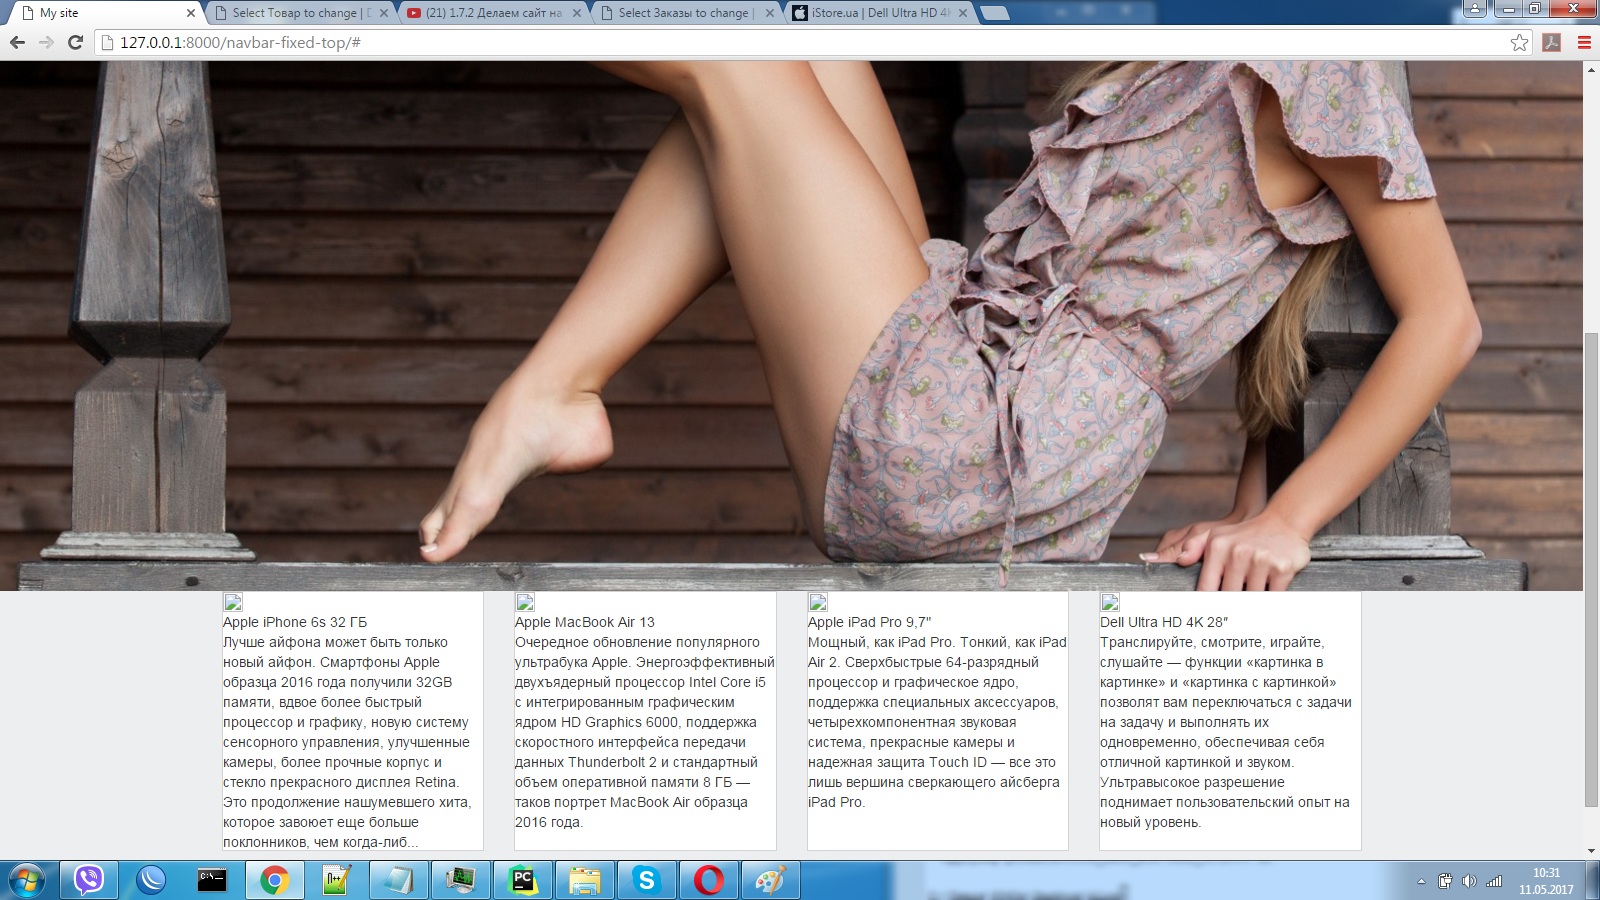 My site
Select Товар to change | D
(21) 1.7.2 Делаем сайт на
Select Заказы to change |
iStore.ua | Dell Ultra HD 4K
127.0.0.1:8000/navbar-fixed-top/#
Apple iPhone 6s 32 ГБ
Лучше айфона может быть только
новый айфон. Смартфоны Apple
образца 2016 года получили 32GB
памяти, вдвое более быстрый
процессор и графику, новую систему
сенсорного управления, улучшенные
камеры, более прочные корпус и
стекло прекрасного дисплея Retina.
Это продолжение нашумевшего хита,
которое завоюет еще больше
поклонников, чем когда-либ...
Apple MacBook Air 13
Очередное обновление популярного
ультрабука Apple. Энергоэффективный
двухъядерный процессор Intel Core i5
с интегрированным графическим
ядром HD Graphics 6000, поддержка
скоростного интерфейса передачи
данных Thunderbolt 2 и стандартный
объем оперативной памяти 8 ГБ —
таков портрет MacBook Air образца
2016 года.
Apple iPad Pro 9,7"
Мощный, как iPad Pro. Тонкий, как iPad
Air 2. Сверхбыстрые 64-разрядный
процессор и графическое ядро,
поддержка специальных аксессуаров,
четырехкомпонентная звуковая
система, прекрасные камеры и
надежная защита Touch ID — все это
лишь вершина сверкающего айсберга
iPad Pro.
Dell Ultra HD 4K 28″
Транслируйте, смотрите, играйте,
слушайте — функции «картинка в
картинке» и «картинка с картинкой»
позволят вам переключаться с задачи
на задачу и выполнять их
одновременно, обеспечивая себя
отличной картинкой и звуком.
Ультравысокое разрешение
поднимает пользовательский опыт на
новый уровень.
C:\
PC
S
10:31
11.05.2017